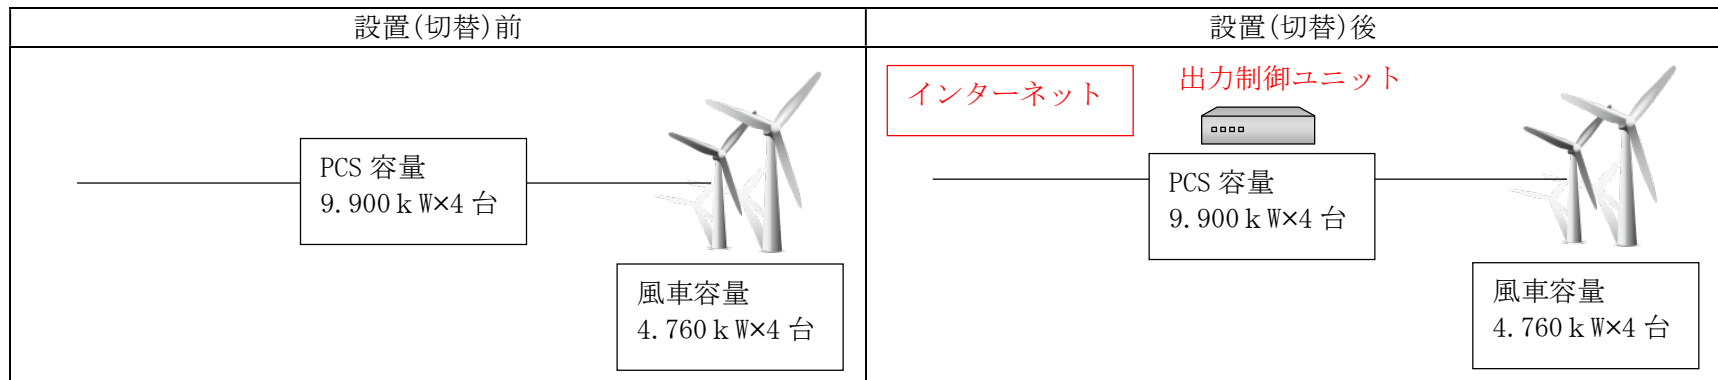 設置(切替)前
設置(切替)後
PCS 容量
9.900ｋW×4 台
風車容量
4.760ｋW×4 台
インターネット
出力制御ユニット
PCS 容量
9.900ｋW×4 台
風車容量
4.760ｋW×4 台